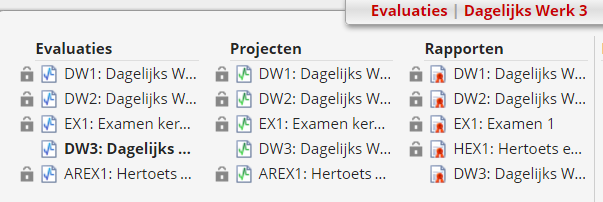 Evaluaties | Dagelijks Werk 3
Evaluaties
DW1: Dagelijks W...
DW2: Dagelijks W...
EX1: Examen ker...
DW3: Dagelijks ...
AREX1: Hertoets ...
Projecten
DW1: Dagelijks W...
DW2: Dagelijks W...
EX1: Examen ker...
DW3: Dagelijks W...
AREX1: Hertoets ...
Rapporten
DW1: Dagelijks W...
DW2: Dagelijks W...
EX1: Examen 1
HEX1: Hertoets e...
DW3: Dagelijks W...